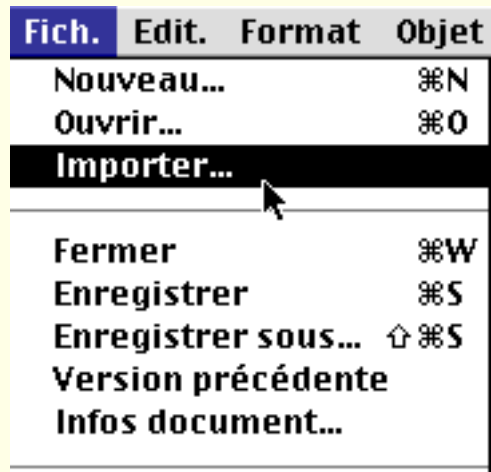 Fich. Edit. Format Objet
Nouveau... ⌘N
Ouvrir... ⌘O
Importer...
Fermer ⌘W
Enregistrer ⌘S
Enregistrer sous... ⇧⌘S
Version précédente
Infos document...